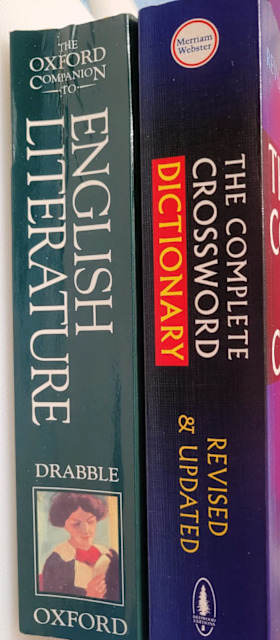 THE
OXFORD
COMPANION
TO
ENGLISH
LITERATURE
DRABBLE
OXFORD
Merriam
Webster
THE COMPLETE
CROSSWORD
DICTIONARY
REVISED
& UPDATED